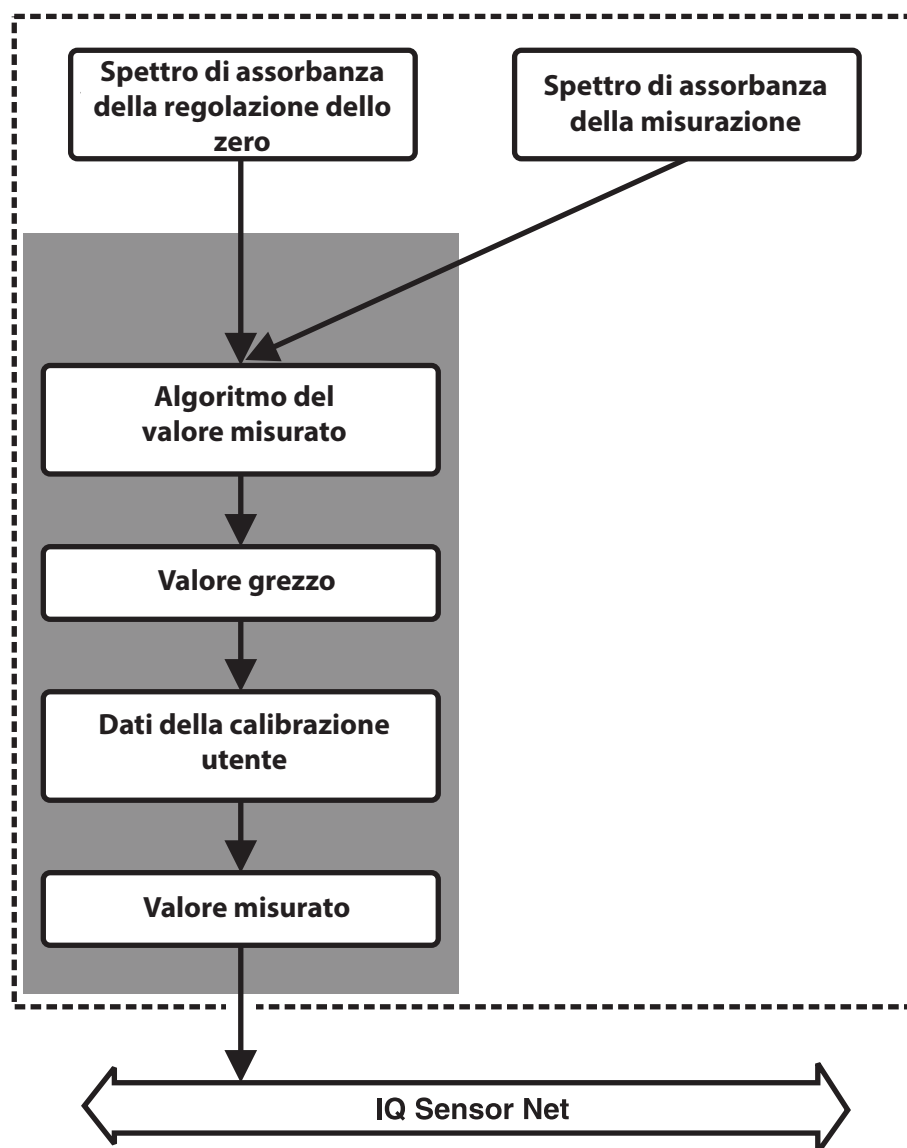 Spettro di assorbanza
della regolazione dello
zero
Spettro di assorbanza
della misurazione
Algoritmo del
valore misurato
Valore grezzo
Dati della calibrazione
utente
Valore misurato
IQ Sensor Net